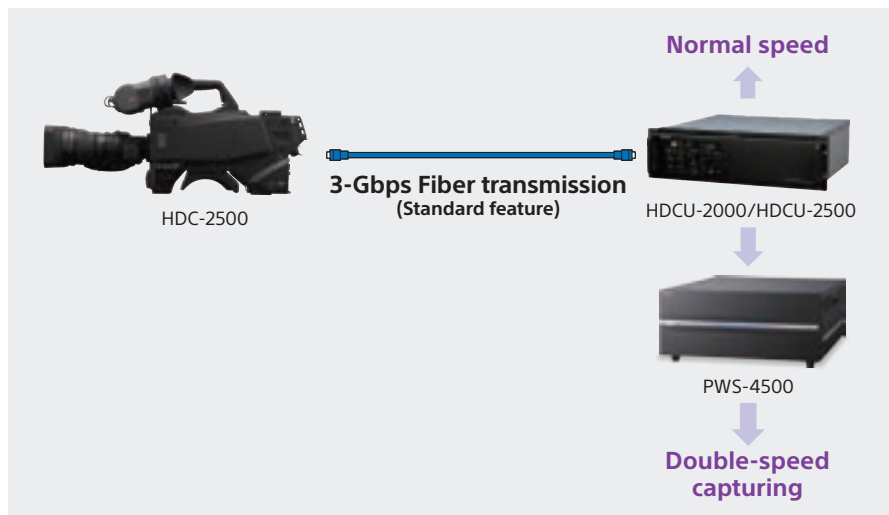 Normal speed
3-Gbps Fiber transmission
(Standard feature)
HDC-2500
HDCU-2000/HDCU-2500
PWS-4500
Double-speed
capturing